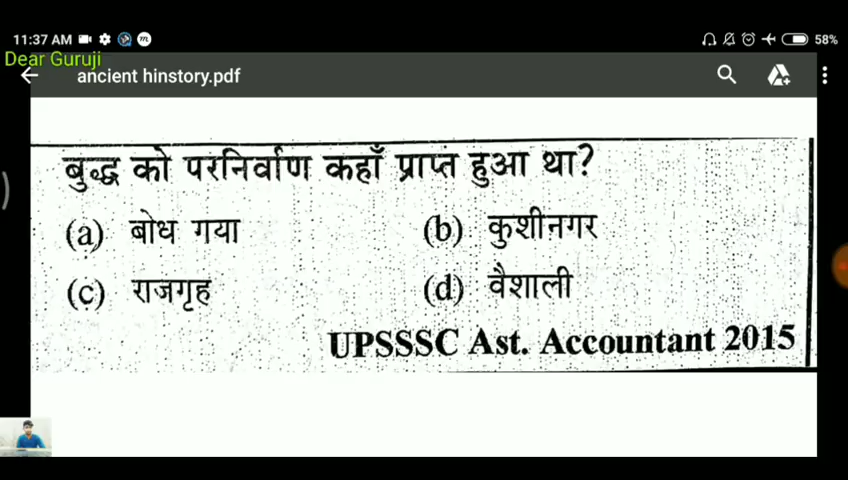 11:37 AM 58%
Dear Guruji
ancient hinstory.pdf
बुद्ध को परनिर्वाण कहाँ प्राप्त हुआ था?
(a) बोध गया (b) कुशीनगर
(c) राजगृह (d) वैशाली
UPSSSC Ast. Accountant 2015